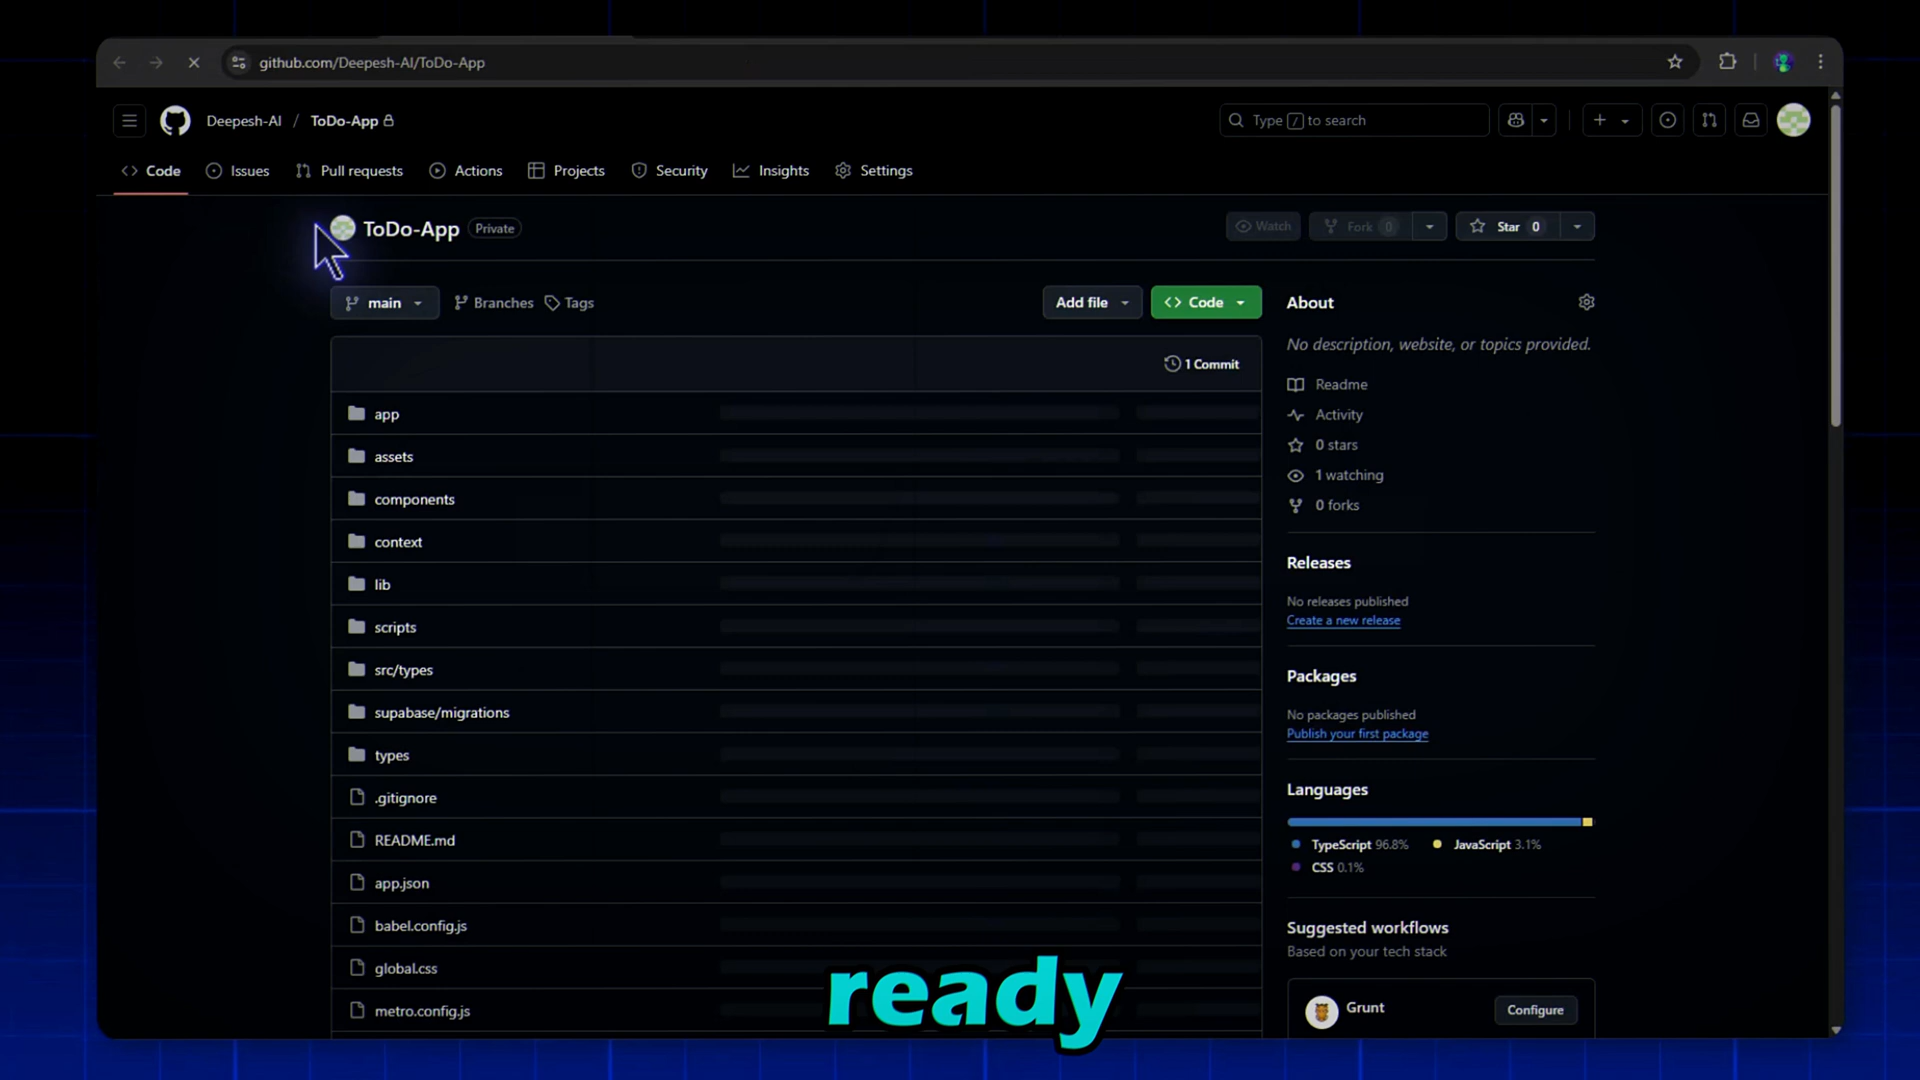 github.com/Deepesh-AI/ToDo-App
Deepesh-AI / ToDo-App
Type / to search
Code Issues Pull requests Actions Projects Security Insights Settings
ToDo-App Private
Watch Fork 0 Star 0
main Branches Tags Add file Code
1 Commit
app
assets
components
context
lib
scripts
src/types
supabase/migrations
types
.gitignore
README.md
app.json
babel.config.js
global.css
metro.config.js
About
No description, website, or topics provided.
Readme
Activity
0 stars
1 watching
0 forks
Releases
No releases published
Create a new release
Packages
No packages published
Publish your first package
Languages
TypeScript 96.8% JavaScript 3.1%
CSS 0.1%
Suggested workflows
Based on your tech stack
Grunt Configure
ready